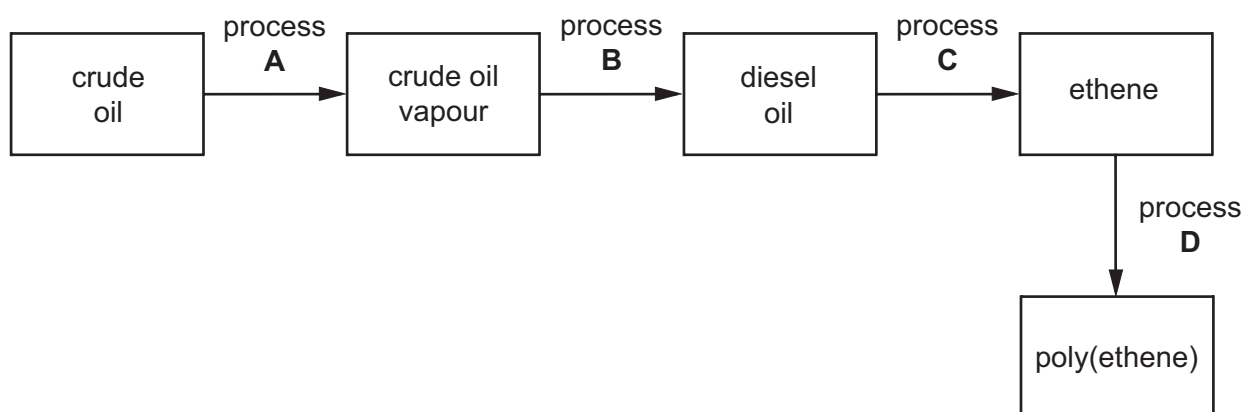 process
A
process
B
process
C
crude
oil
crude oil
vapour
diesel
oil
ethene
process
D
poly(ethene)